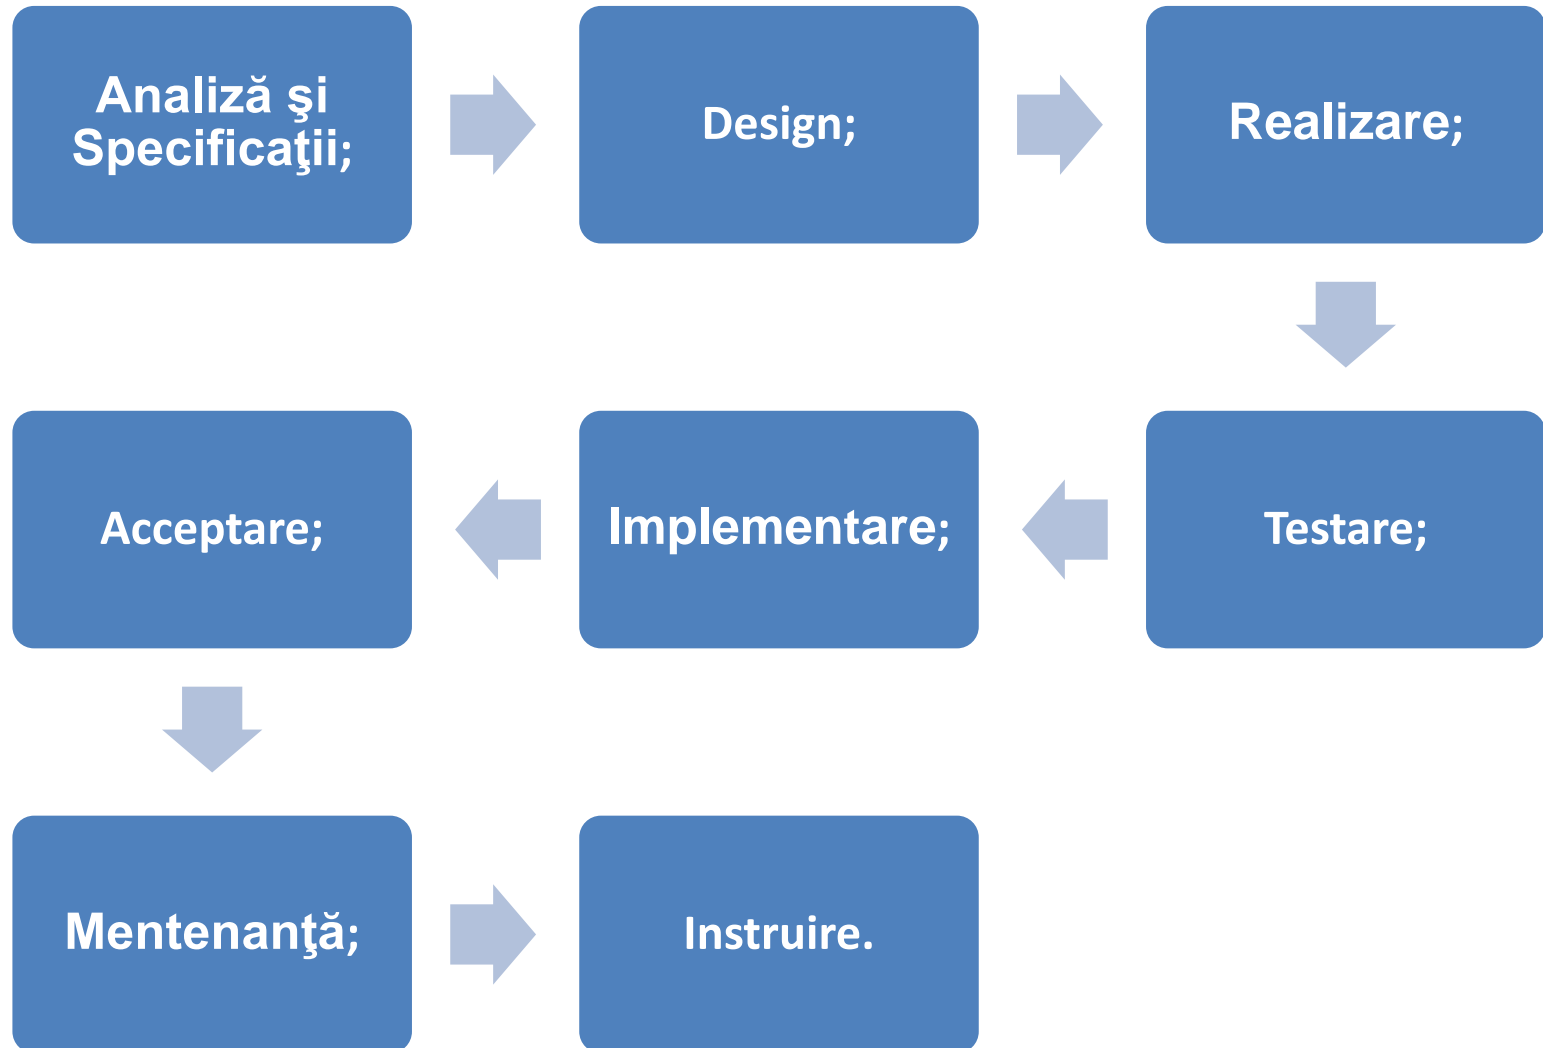 Analiză şi
Specificaţii;
Design;
Realizare;
Testare;
Implementare;
Acceptare;
Mentenanţă;
Instruire.